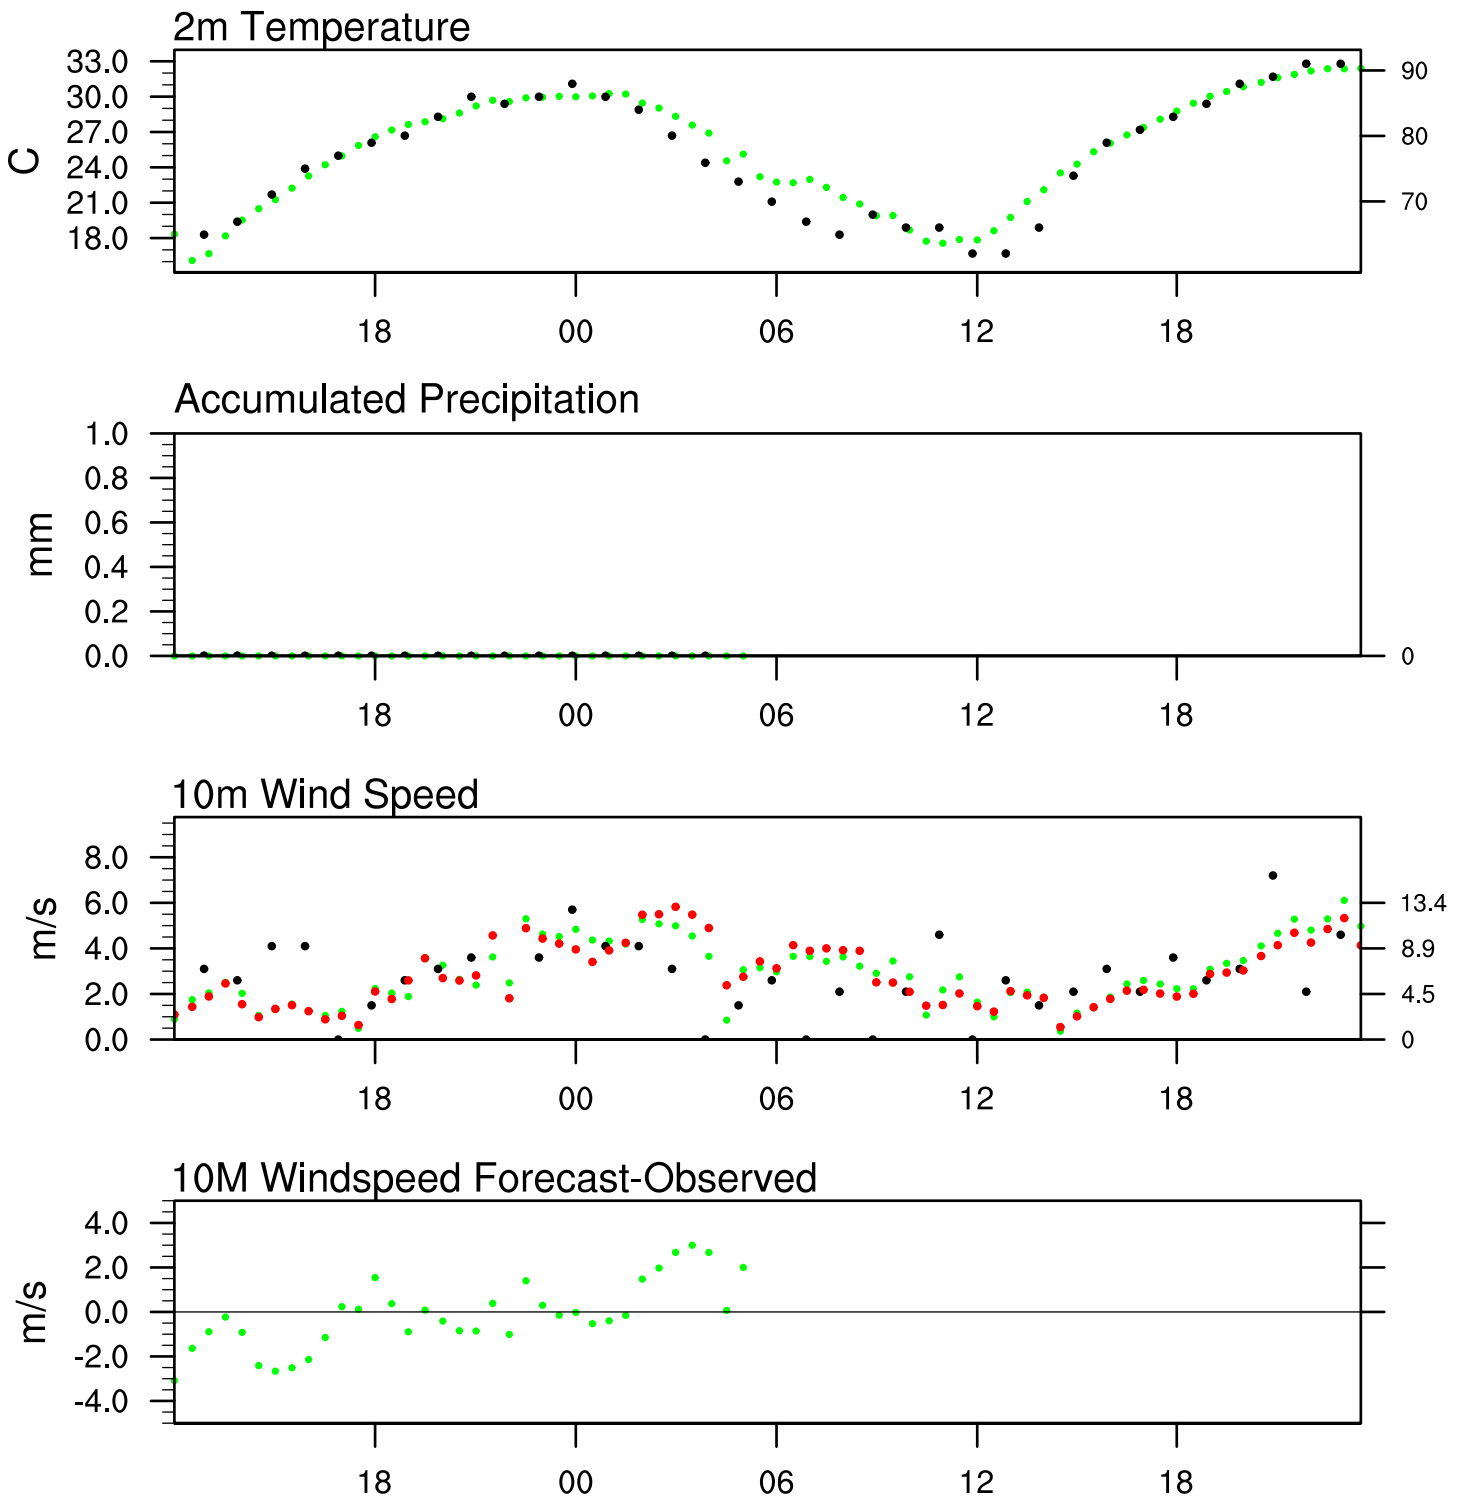 2m Temperature
33.0
30.0
27.0
24.0
21.0
18.0
C
90
80
70
18 00 06 12 18
Accumulated Precipitation
1.0
0.8
0.6
0.4
0.2
0.0
mm
0
18 00 06 12 18
10m Wind Speed
8.0
6.0
4.0
2.0
0.0
m/s
13.4
8.9
4.5
0
18 00 06 12 18
10M Windspeed Forecast-Observed
4.0
2.0
0.0
-2.0
-4.0
m/s
18 00 06 12 18